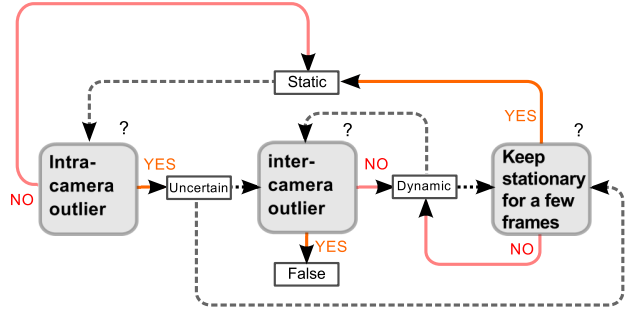 Static
YES
?
?
?
Intra-
camera
outlier
YES
Uncertain
inter-
camera
outlier
NO
Dynamic
Keep
stationary
for a few
frames
NO
YES
NO
False